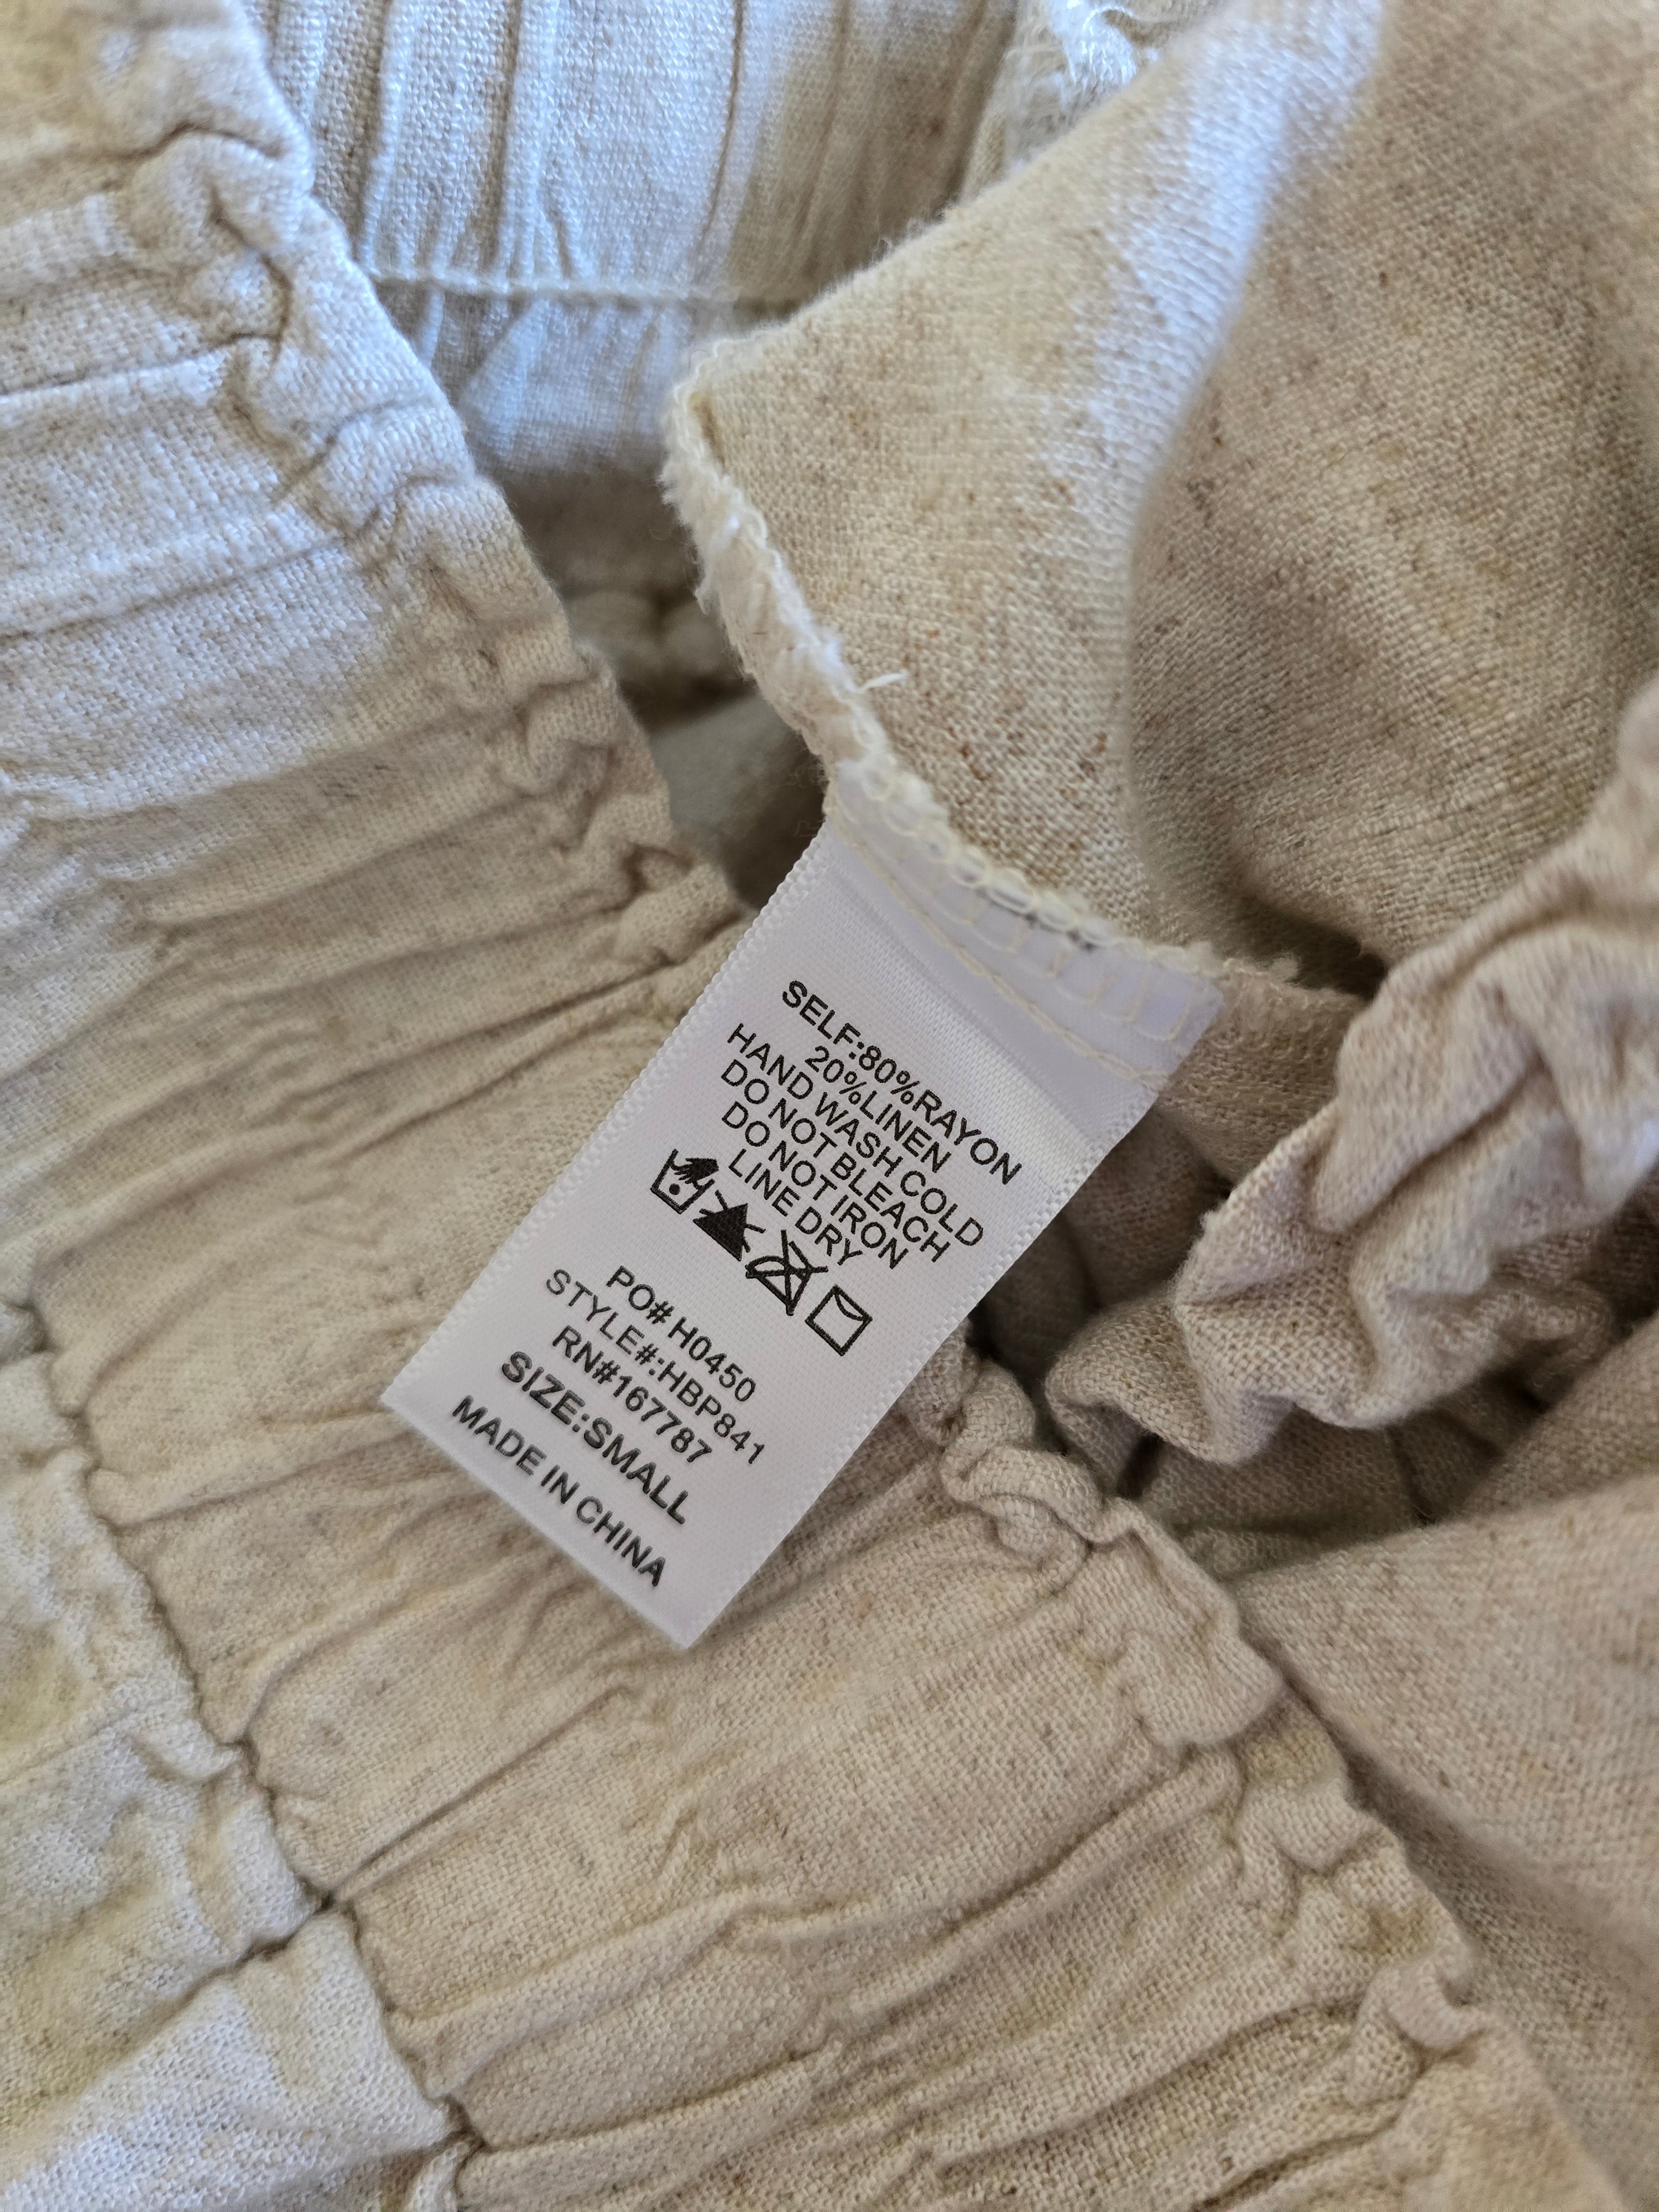 SELF:80%RAYON
20%LINEN
HAND WASH COLD
DO NOT BLEACH
DO NOT IRON
LINE DRY
PO# H0450
STYLE#:HBP841
RN#167787
SIZE:SMALL
MADE IN CHINA